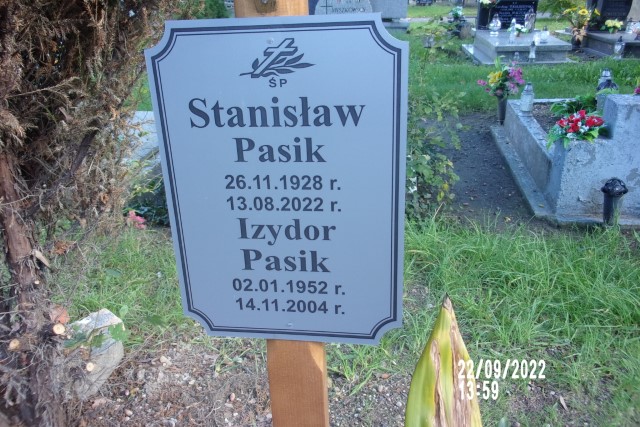 ŚP
Stanisław
Pasik
26.11.1928 r.
13.08.2022 r.
Izydor
Pasik
02.01.1952 r.
14.11.2004 r.
22/09/2022
13:59